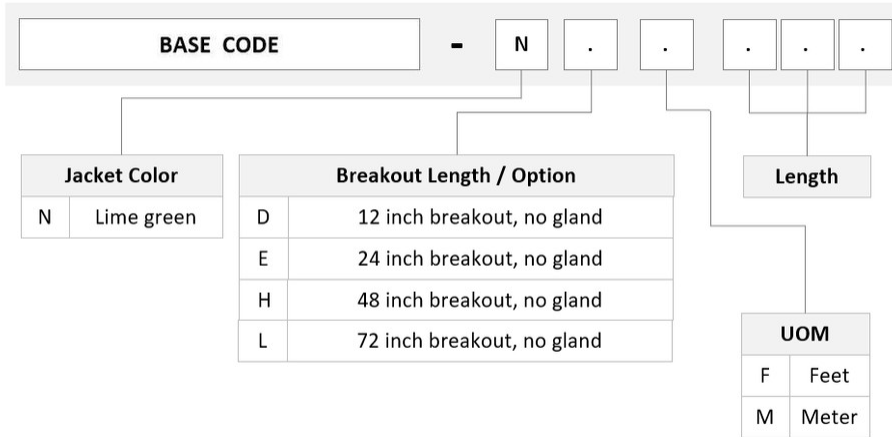 BASE CODE - N . . . . .
Jacket Color
N Lime green
Breakout Length / Option
D 12 inch breakout, no gland
E 24 inch breakout, no gland
H 48 inch breakout, no gland
L 72 inch breakout, no gland
Length
UOM
F Feet
M Meter